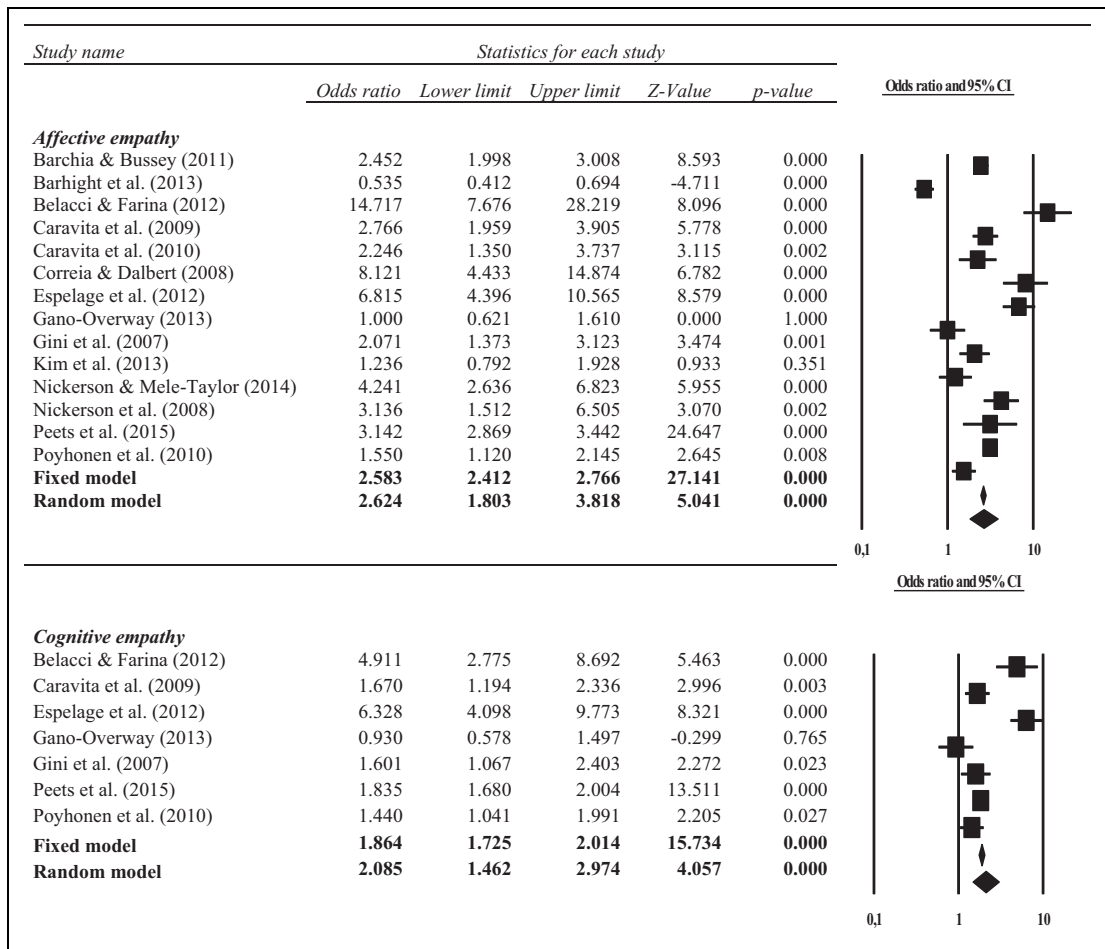 Study name Statistics for each study
Odds ratio Lower limit Upper limit Z-Value p-value Odds ratio and 95% CI
Affective empathy
Barchia & Bussey (2011) 2.452 1.998 3.008 8.593 0.000
Barhight et al. (2013) 0.535 0.412 0.694 -4.711 0.000
Belacci & Farina (2012) 14.717 7.676 28.219 8.096 0.000
Caravita et al. (2009) 2.766 1.959 3.905 5.778 0.000
Caravita et al. (2010) 2.246 1.350 3.737 3.115 0.002
Correia & Dalbert (2008) 8.121 4.433 14.874 6.782 0.000
Espelage et al. (2012) 6.815 4.396 10.565 8.579 0.000
Gano-Overway (2013) 1.000 0.621 1.610 0.000 1.000
Gini et al. (2007) 2.071 1.373 3.123 3.474 0.001
Kim et al. (2013) 1.236 0.792 1.928 0.933 0.351
Nickerson & Mele-Taylor (2014) 4.241 2.636 6.823 5.955 0.000
Nickerson et al. (2008) 3.136 1.512 6.505 3.070 0.002
Peets et al. (2015) 3.142 2.869 3.442 24.647 0.000
Poyhonen et al. (2010) 1.550 1.120 2.145 2.645 0.008
Fixed model 2.583 2.412 2.766 27.141 0.000
Random model 2.624 1.803 3.818 5.041 0.000
0,1 1 10
Odds ratio and 95% CI
Cognitive empathy
Belacci & Farina (2012) 4.911 2.775 8.692 5.463 0.000
Caravita et al. (2009) 1.670 1.194 2.336 2.996 0.003
Espelage et al. (2012) 6.328 4.098 9.773 8.321 0.000
Gano-Overway (2013) 0.930 0.578 1.497 -0.299 0.765
Gini et al. (2007) 1.601 1.067 2.403 2.272 0.023
Peets et al. (2015) 1.835 1.680 2.004 13.511 0.000
Poyhonen et al. (2010) 1.440 1.041 1.991 2.205 0.027
Fixed model 1.864 1.725 2.014 15.734 0.000
Random model 2.085 1.462 2.974 4.057 0.000
0,1 1 10